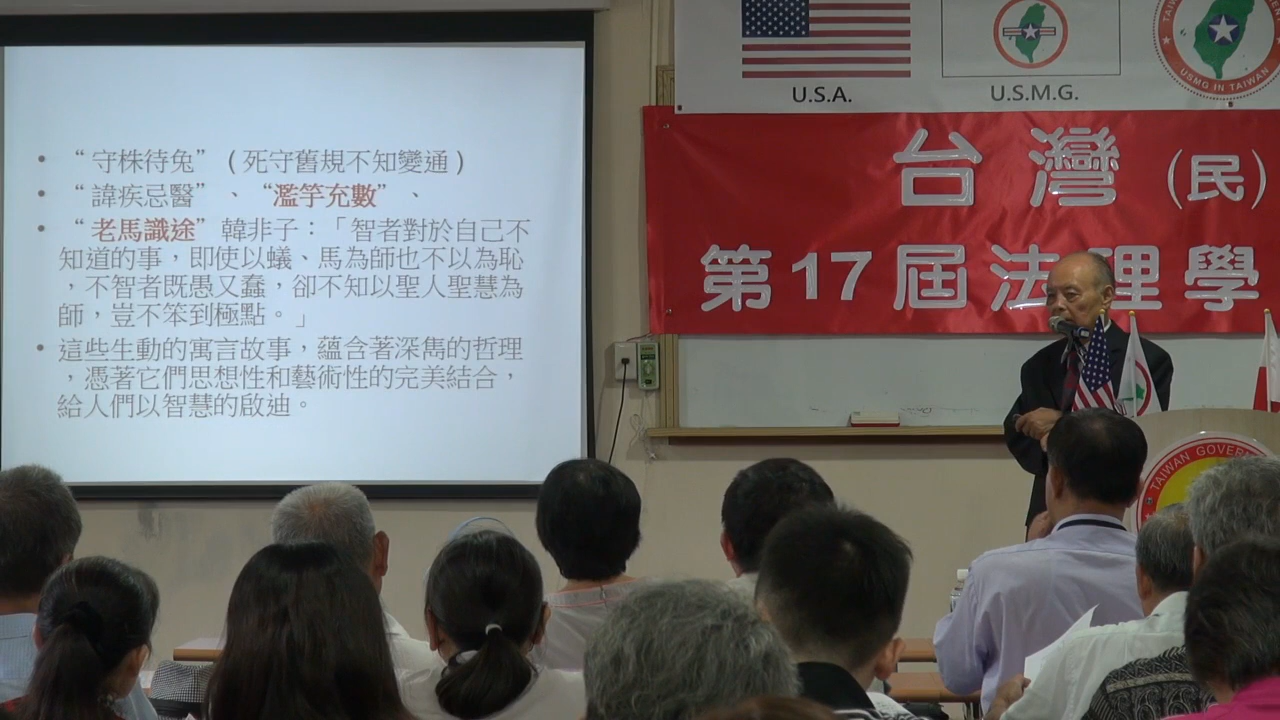 • “守株待兔” (死守舊規不知變通)
• “諱疾忌醫”、“濫竽充數”、
• “老馬識途”韓非子：「智者對於自己不
知道的事，即使以蟻、馬為師也不以為恥
，不智者既愚又蠢，卻不知以聖人聖慧為
師，豈不笨到極點。」
• 這些生動的寓言故事，蘊含著深雋的哲理
，憑著它們思想性和藝術性的完美結合，
給人們以智慧的啟迪。
U.S.A.
U.S.M.G.
USMG IN TAIWAN
台灣(民)
第17屆法理學
TAIWAN GOVERN